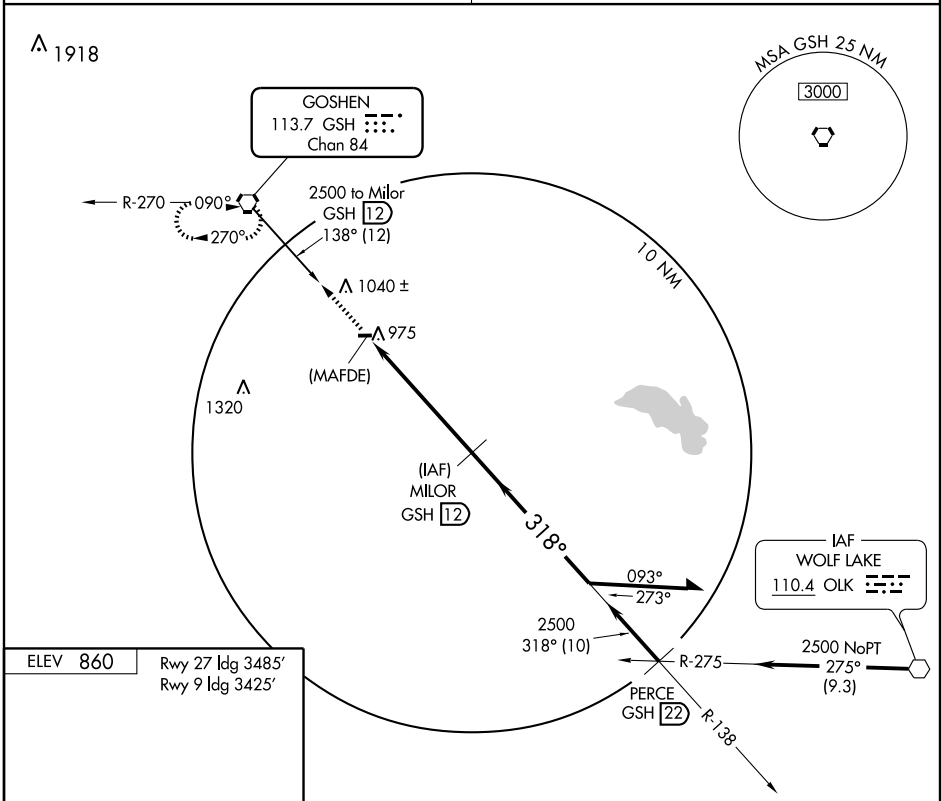 1918
MSA GSH 25 NM
3000
GOSHEN
113.7 GSH
Chan 84
R-270
090°
270°
2500 to Milor
GSH 12
138° (12)
10 NM
1040 ±
975
(MAFDE)
1320
(IAF)
MILOR
GSH 12
318°
093°
273°
IAF
WOLF LAKE
110.4 OLK
2500
318° (10)
R-275
2500 NoPT
275°
(9.3)
PERCE
GSH 22
R-138
ELEV 860
Rwy 27 ldg 3485'
Rwy 9 ldg 3425'